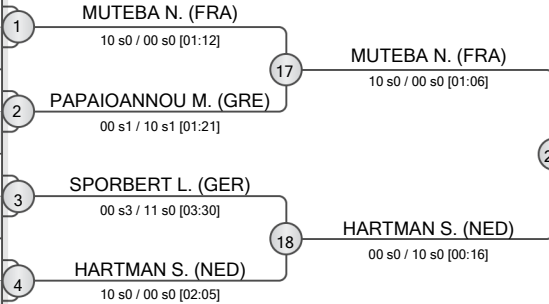 1
MUTEBA N. (FRA)
10 s0 / 00 s0 [01:12]
17
MUTEBA N. (FRA)
10 s0 / 00 s0 [01:06]
2
PAPAIOANNOU M. (GRE)
00 s1 / 10 s1 [01:21]
3
SPORBERT L. (GER)
00 s3 / 11 s0 [03:30]
18
HARTMAN S. (NED)
00 s0 / 10 s0 [00:16]
4
HARTMAN S. (NED)
10 s0 / 00 s0 [02:05]